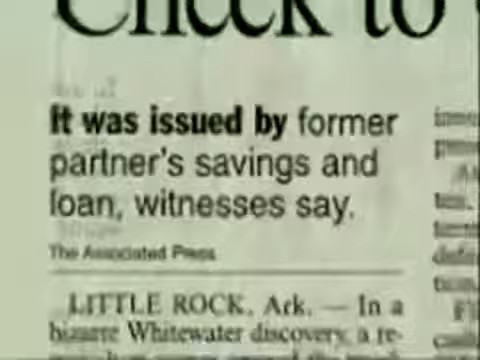 Check to
It was issued by former
partner's savings and
loan, witnesses say.
The Associated Press
LITTLE ROCK, Ark. — In a
bizarre Whitewater discovery, a re-